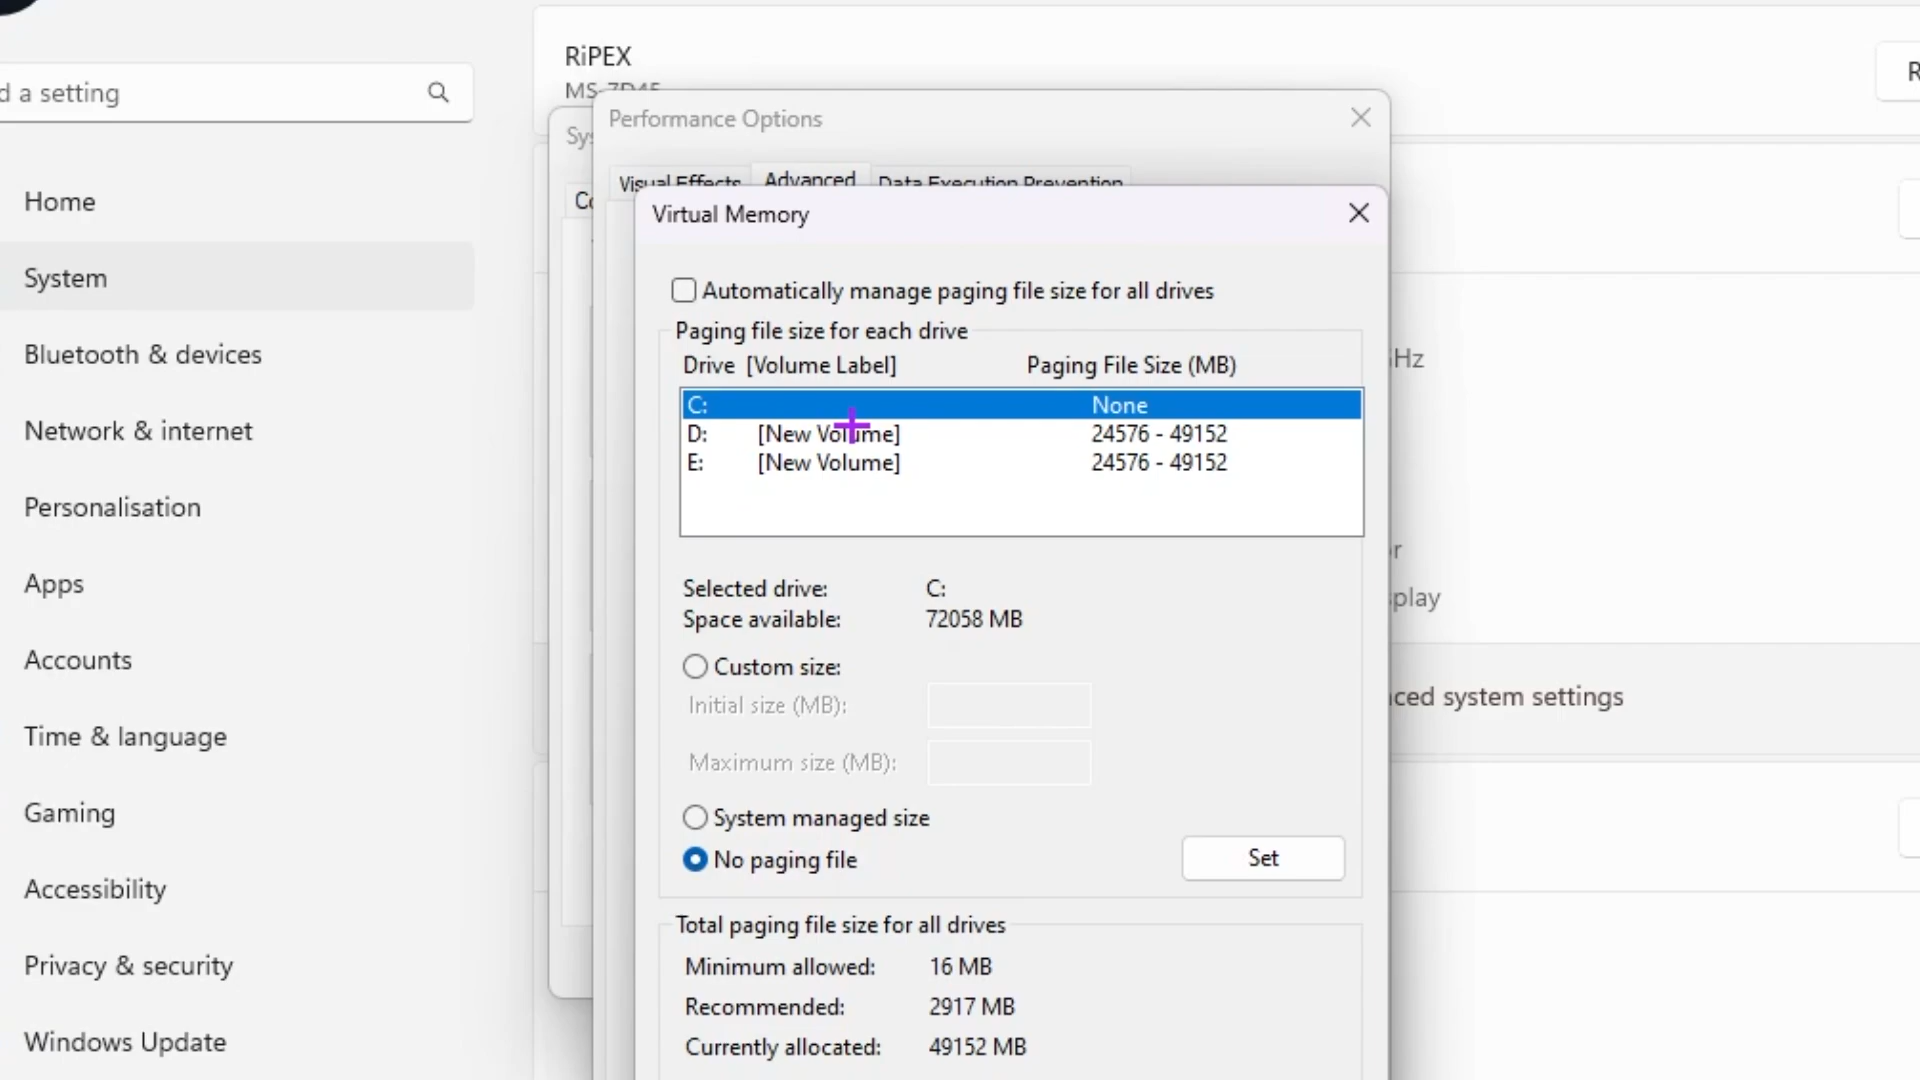 RiPEX
d a setting
Performance Options
Visual Effects Advanced Data Execution Prevention
Virtual Memory
Home
System
Bluetooth & devices
Network & internet
Personalisation
Apps
Accounts
Time & language
Gaming
Accessibility
Privacy & security
Windows Update
Automatically manage paging file size for all drives
Paging file size for each drive
Drive [Volume Label] Paging File Size (MB)
C: None
D: [New Volume] 24576 - 49152
E: [New Volume] 24576 - 49152
Selected drive: C:
Space available: 72058 MB
Custom size:
Initial size (MB):
Maximum size (MB):
System managed size
No paging file
Set
Total paging file size for all drives
Minimum allowed: 16 MB
Recommended: 2917 MB
Currently allocated: 49152 MB
Hz
play
ced system settings